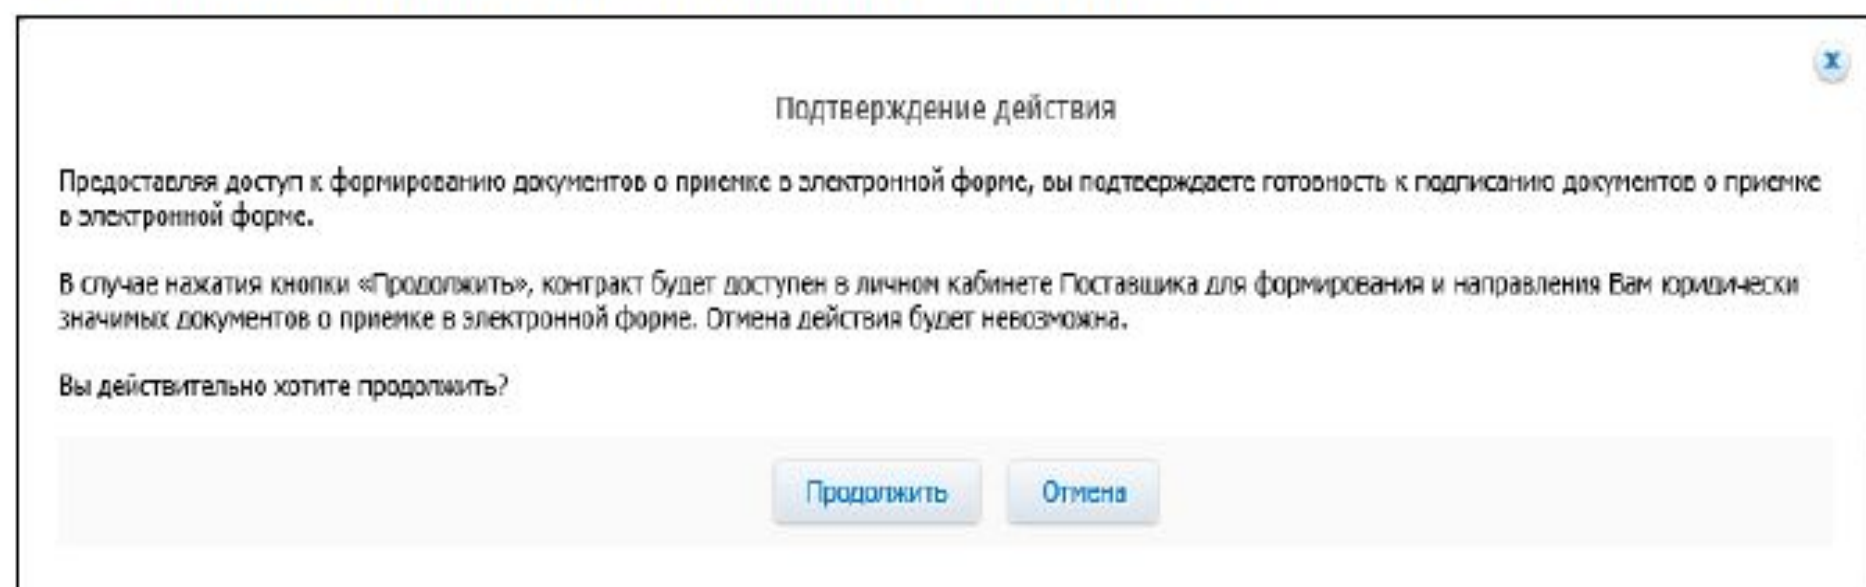 x
Подтверждение действия
Предоставляя доступ к формированию документов о приемке в электронной форме, вы подтверждаете готовность к подписанию документов о приемке
в электронной форме.
В случае нажатия кнопки «Продолжить», контракт будет доступен в личном кабинете Поставщика для формирования и направления Вам юридически
значимых документов о приемке в электронной форме. Отмена действия будет невозможна.
Вы действительно хотите продолжить?
Продолжить Отмена